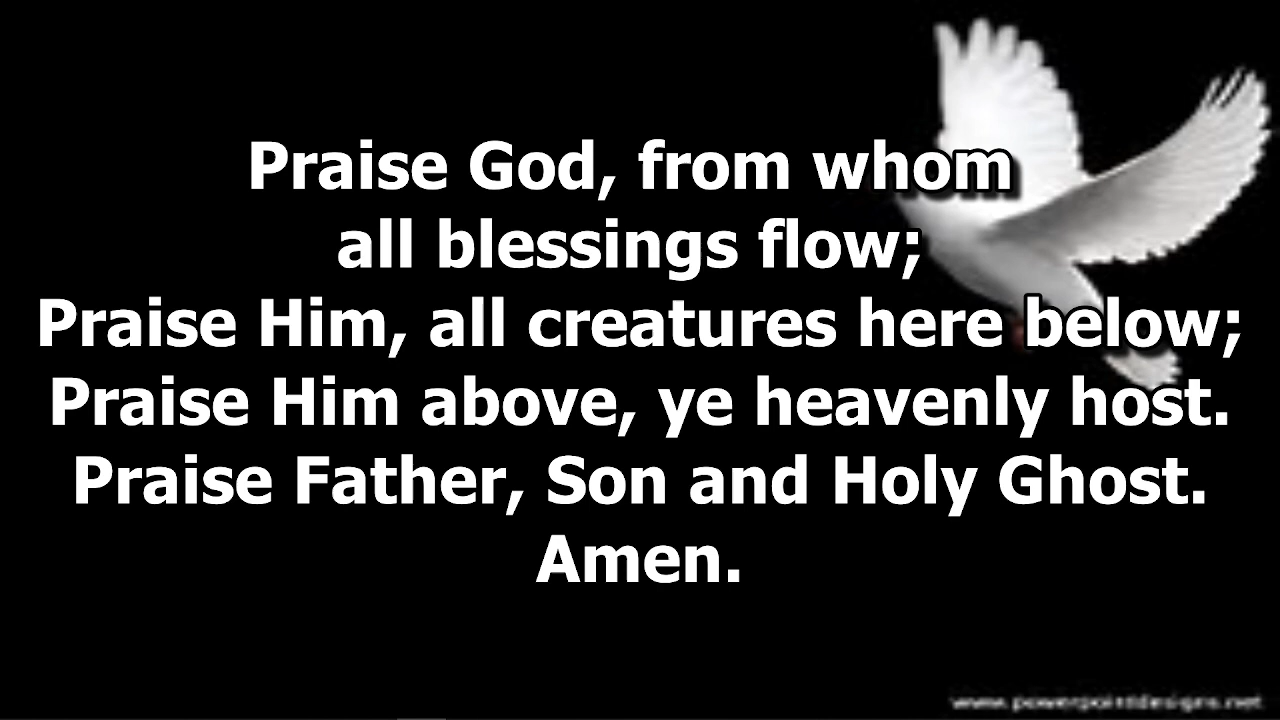 Praise God, from whom
all blessings flow;
Praise Him, all creatures here below;
Praise Him above, ye heavenly host.
Praise Father, Son and Holy Ghost.
Amen.
www.powerpointdesigns.net